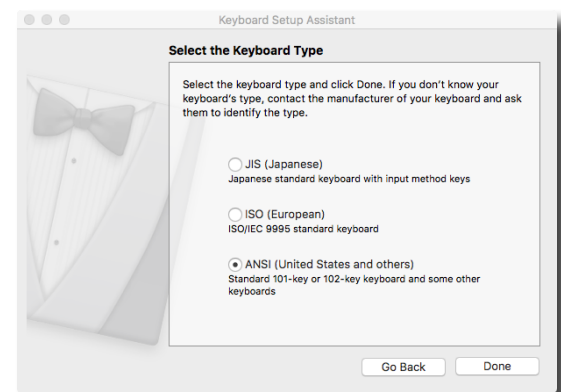 Keyboard Setup Assistant
Select the Keyboard Type
Select the keyboard type and click Done. If you don't know your
keyboard's type, contact the manufacturer of your keyboard and ask
them to identify the type.
JIS (Japanese)
Japanese standard keyboard with input method keys
ISO (European)
ISO/IEC 9995 standard keyboard
ANSI (United States and others)
Standard 101-key or 102-key keyboard and some other
keyboards
Go Back
Done